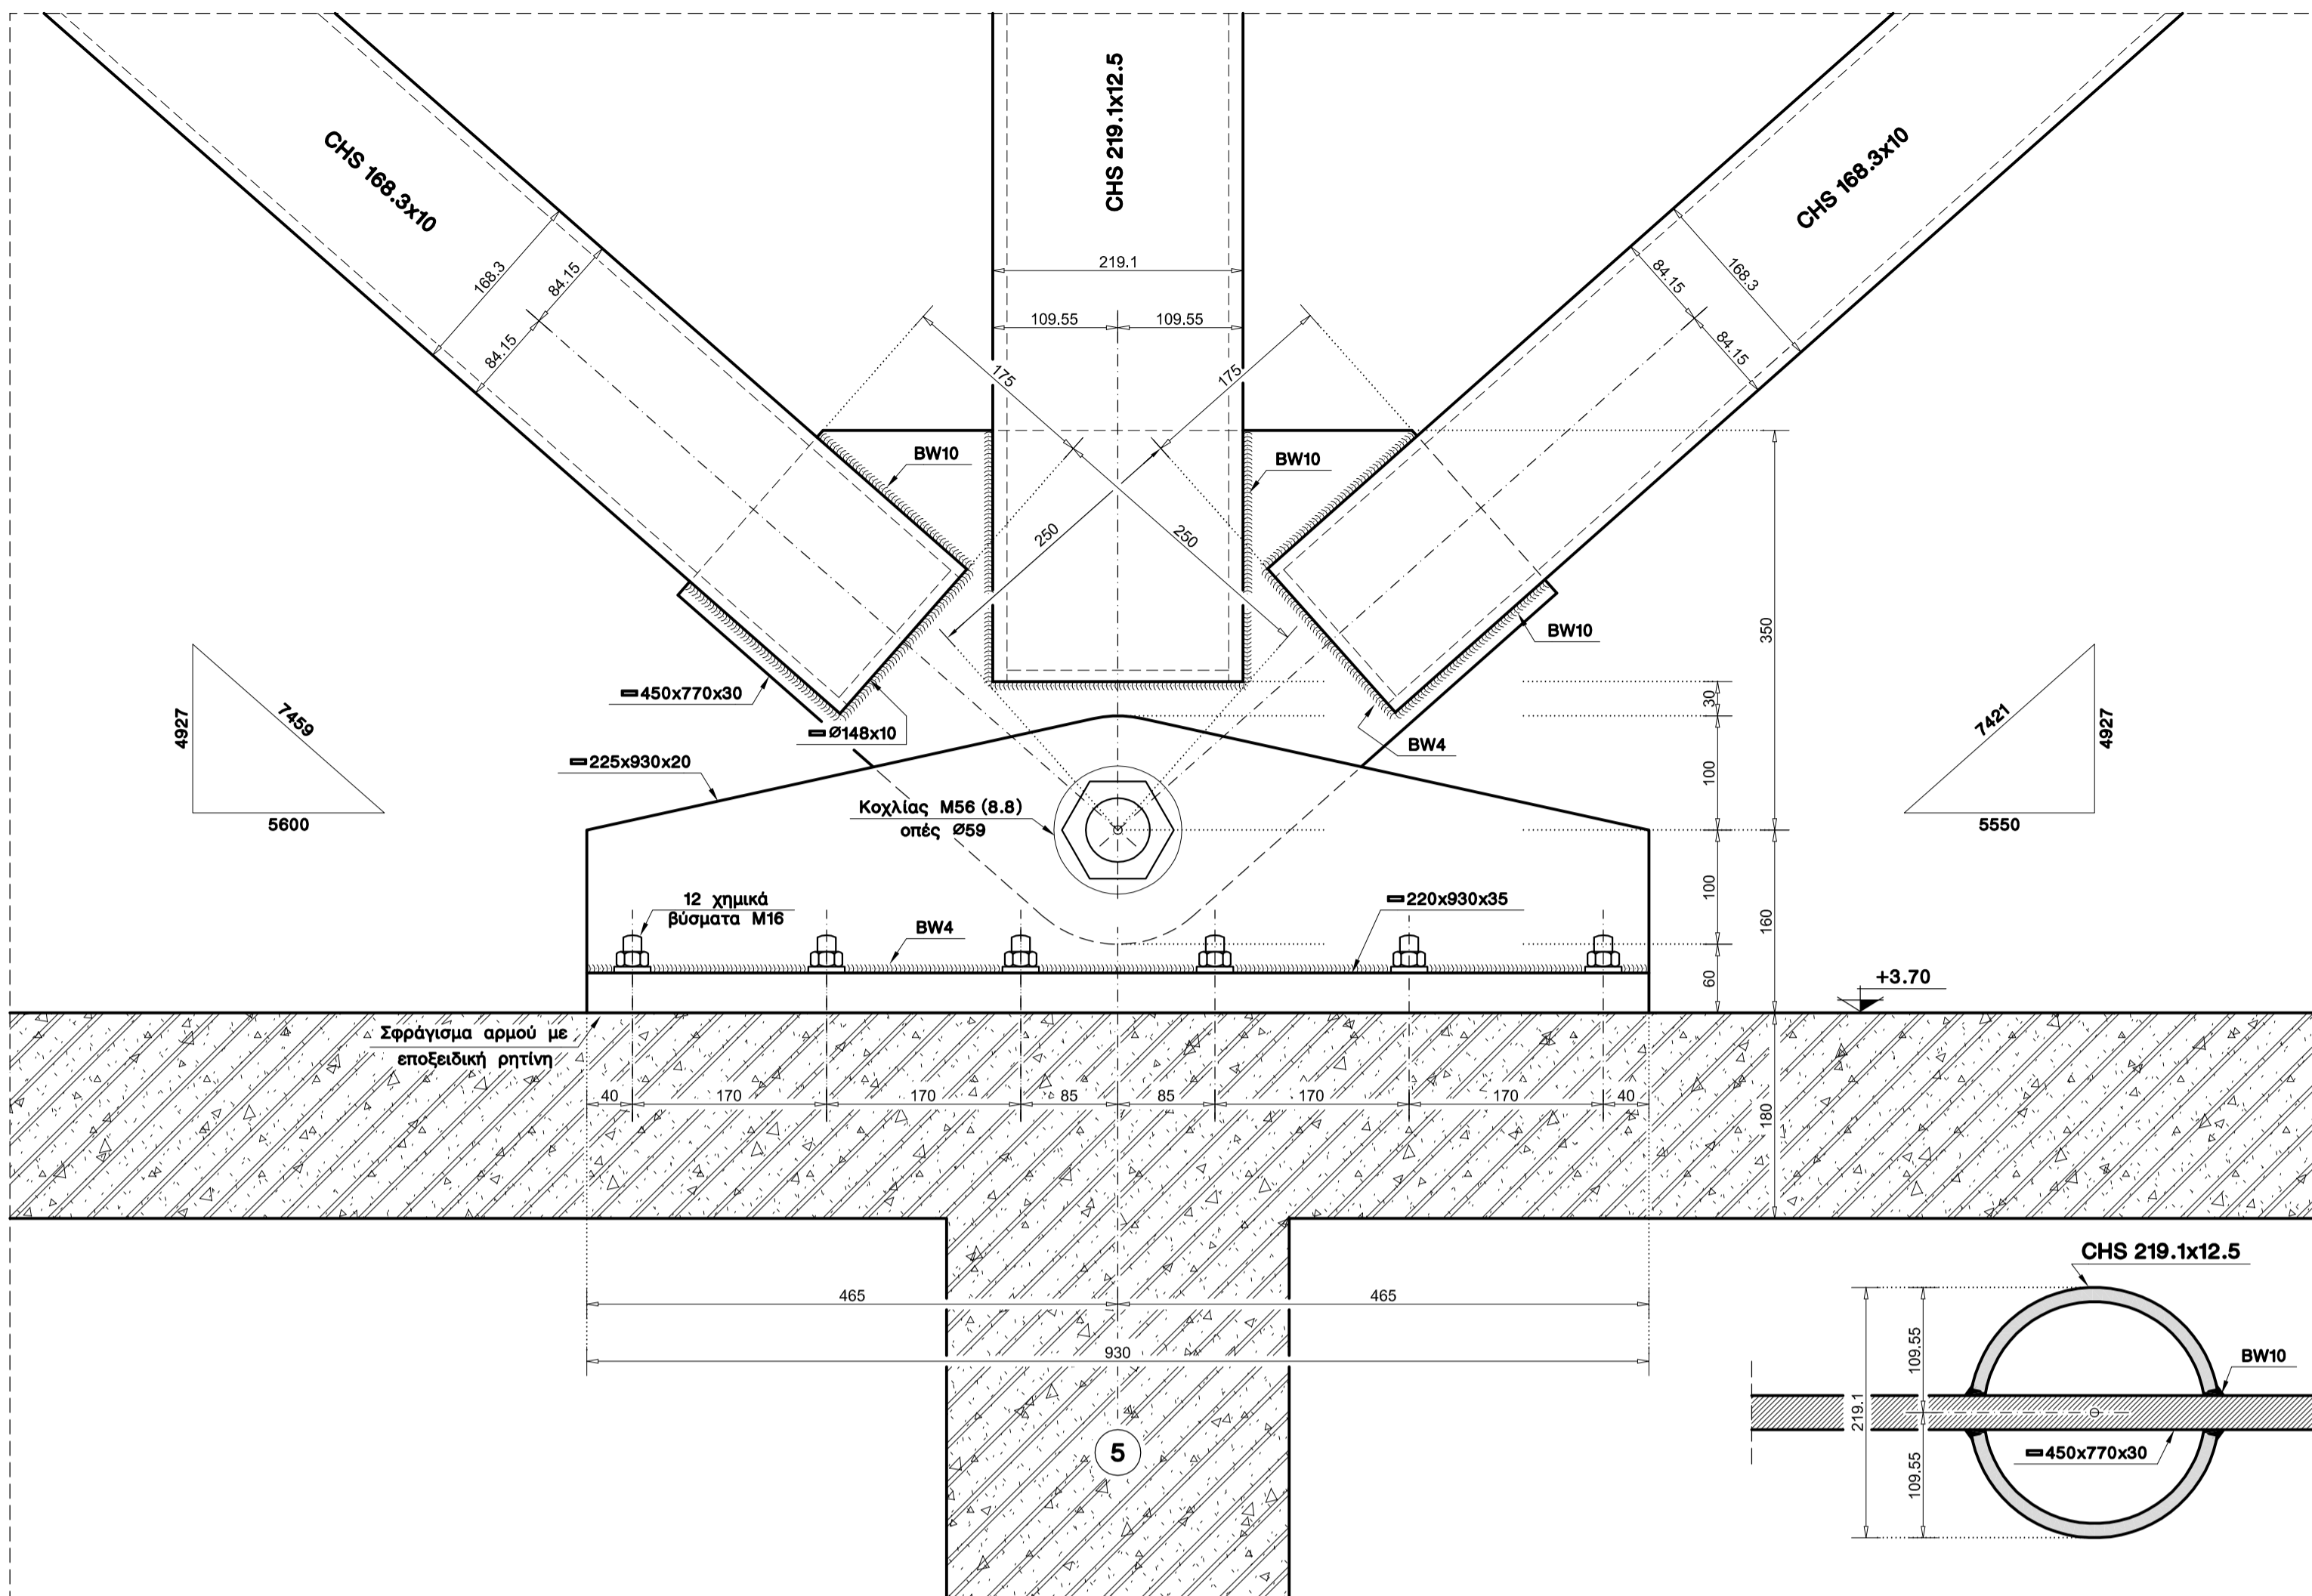 CHS 168.3x10
CHS 219.1x12.5
CHS 168.3x10
168.3
84.15
84.15
219.1
109.55
109.55
84.15
168.3
84.15
175
175
BW10
BW10
250
250
350
BW10
30
▭450x770x30
▭Ø148x10
BW4
4927
7459
5600
7421
4927
5550
▭225x930x20
Κοχλίας M56 (8.8)
οπές Ø59
100
12 χημικά
βύσματα M16
BW4
▭220x930x35
100
160
60
+3.70
Σφράγισμα αρμού με
εποξειδική ρητίνη
40
170
170
85
85
170
170
40
180
465
465
930
5
CHS 219.1x12.5
109.55
219.1
109.55
BW10
▭450x770x30